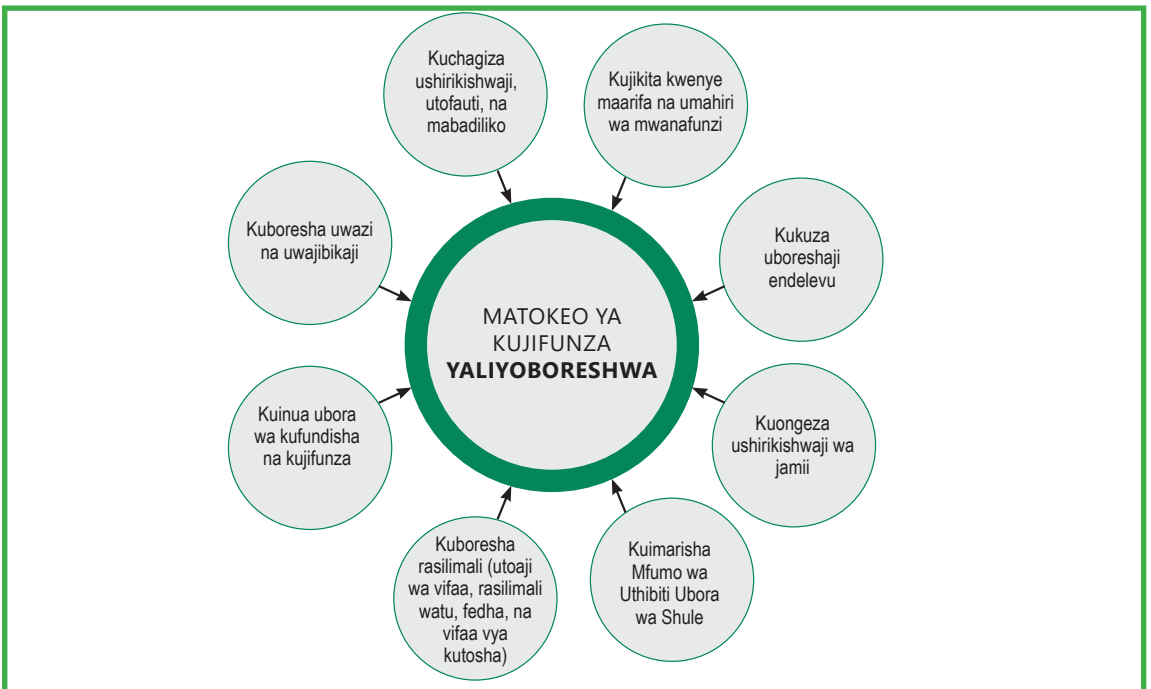 Kuchagiza
ushirikishwaji,
utofauti, na
mabadiliko
Kujikita kwenye
maarifa na umahiri
wa mwanafunzi
Kuboresha uwazi
na uwajibikaji
Kukuza
uboreshaji
endelevu
MATOKEO YA
KUJIFUNZA
YALIYOBORESHWA
Kuinua ubora
wa kufundisha
na kujifunza
Kuongeza
ushirikishwaji wa
jamii
Kuboresha
rasilimali (utoaji
wa vifaa, rasilimali
watu, fedha, na
vifaa vya
kutosha)
Kuimarisha
Mfumo wa
Uthibiti Ubora
wa Shule